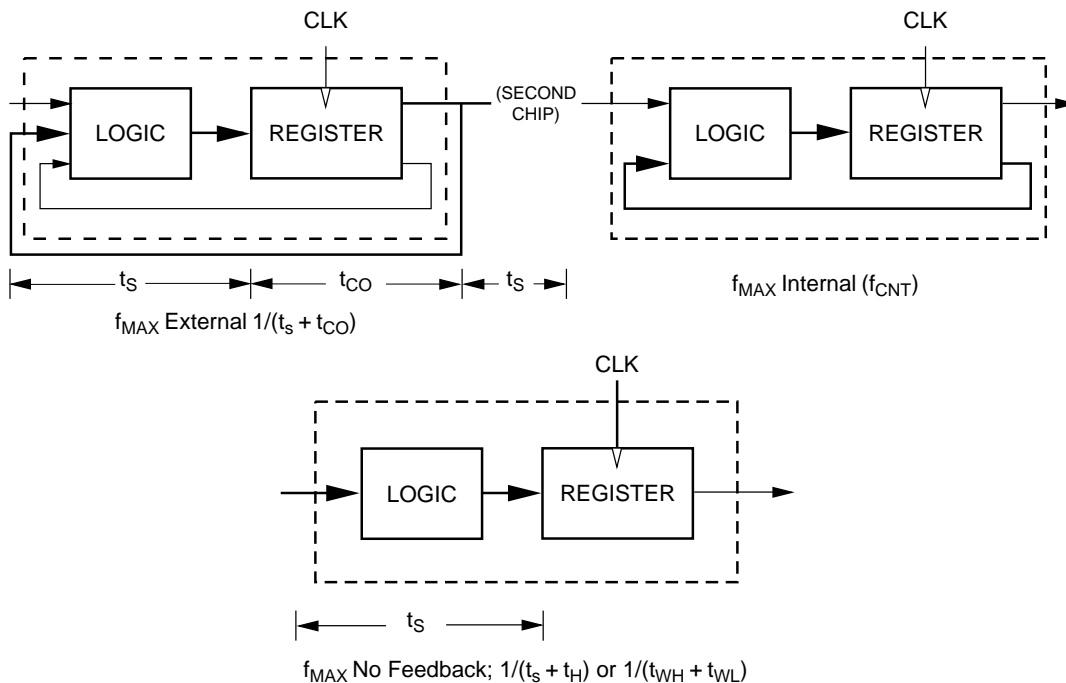 CLK
CLK
LOGIC
REGISTER
(SECOND
CHIP)
LOGIC
REGISTER
tS
tCO
tS
fMAX External 1/(ts + tCO)
fMAX Internal (fCNT)
CLK
LOGIC
REGISTER
tS
fMAX No Feedback; 1/(ts + tH) or 1/(tWH + tWL)